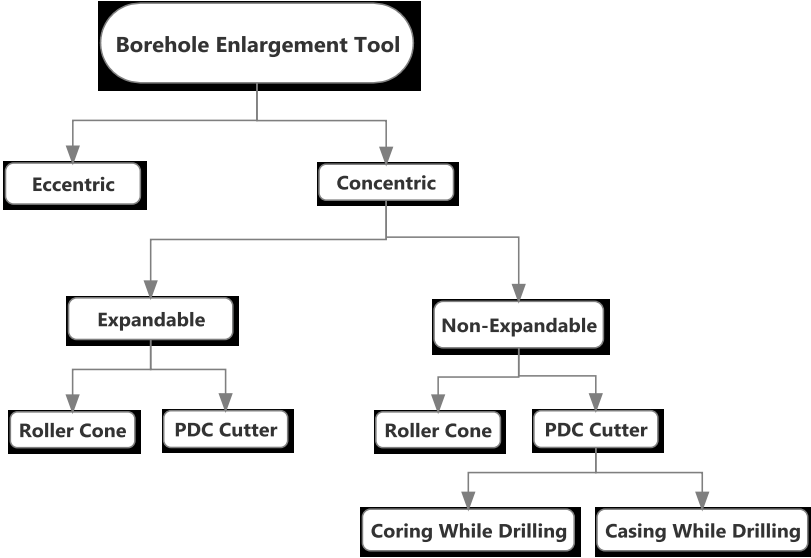 Borehole Enlargement Tool
Eccentric
Concentric
Expandable
Non-Expandable
Roller Cone
PDC Cutter
Roller Cone
PDC Cutter
Coring While Drilling
Casing While Drilling